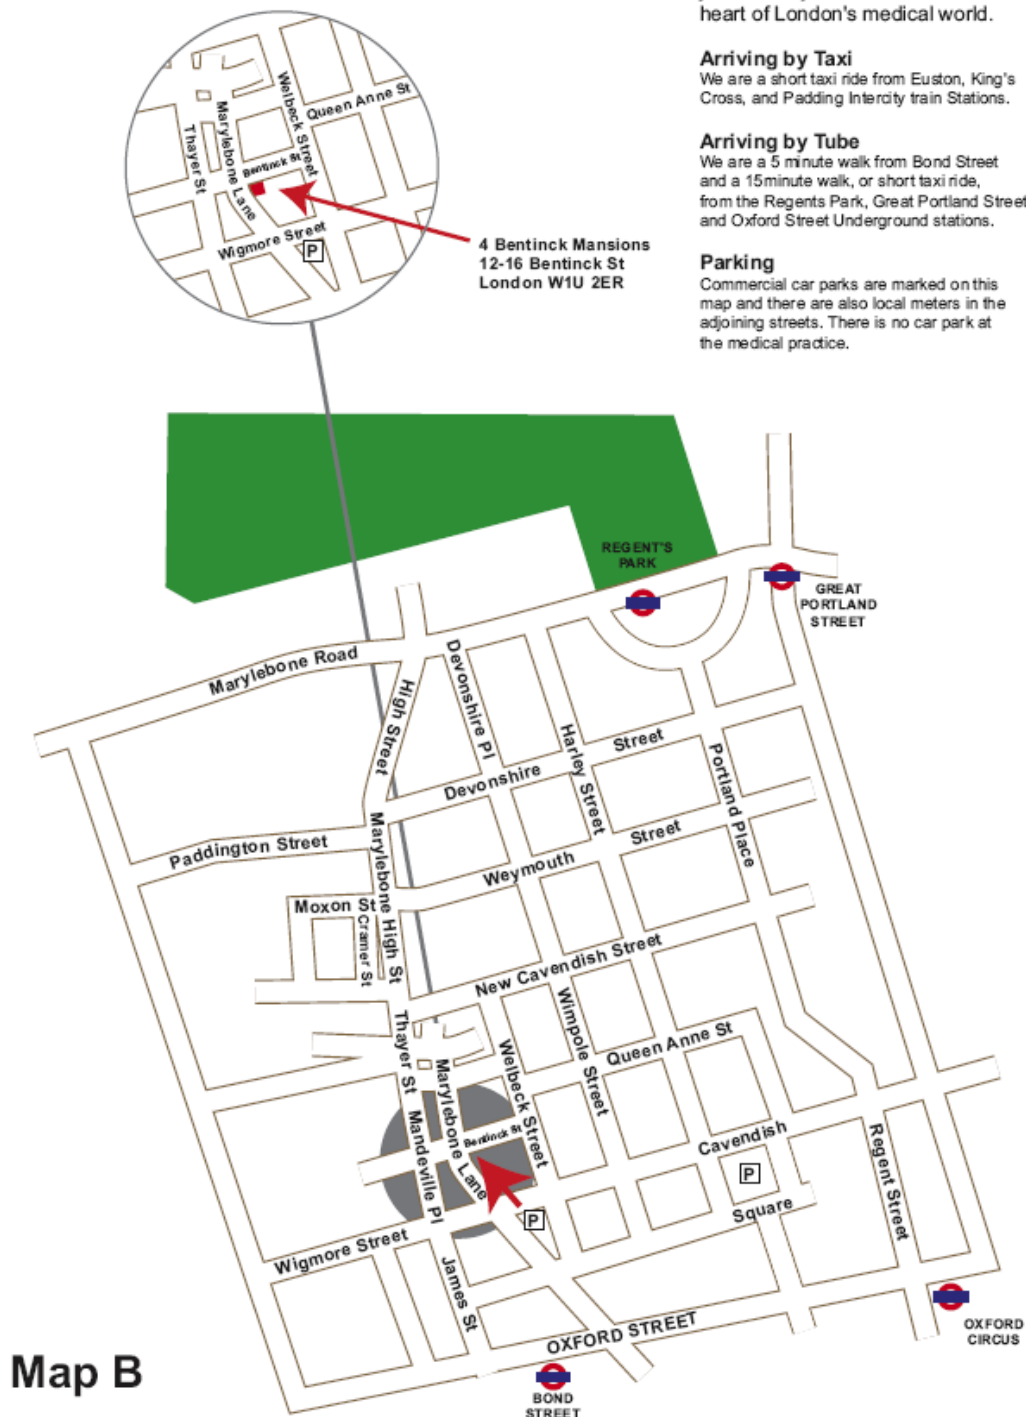 heart of London's medical world.
Arriving by Taxi
We are a short taxi ride from Euston, King's
Cross, and Padding Intercity train Stations.
Arriving by Tube
We are a 5 minute walk from Bond Street
and a 15minute walk, or short taxi ride,
from the Regents Park, Great Portland Street
and Oxford Street Underground stations.
Parking
Commercial car parks are marked on this
map and there are also local meters in the
adjoining streets. There is no car park at
the medical practice.
Welbeck Street
Queen Anne St
Marylebone Lane
Thayer St
Bentinck St
Wigmore Street
P
4 Bentinck Mansions
12-16 Bentinck St
London W1U 2ER
REGENT'S
PARK
GREAT
PORTLAND
STREET
Marylebone Road
High Street
Devonshire Pl
Harley Street
Devonshire Street
Portland Place
Paddington Street
Marylebone High St
Weymouth Street
Moxon St
Cramer St
New Cavendish Street
Wimpole Street
Thayer St
Queen Anne St
Welbeck Street
Marylebone Lane
Bentinck St
Mandeville Pl
Cavendish
Square
P
P
Regent Street
Wigmore Street
James St
OXFORD STREET
OXFORD
CIRCUS
BOND
STREET
Map B